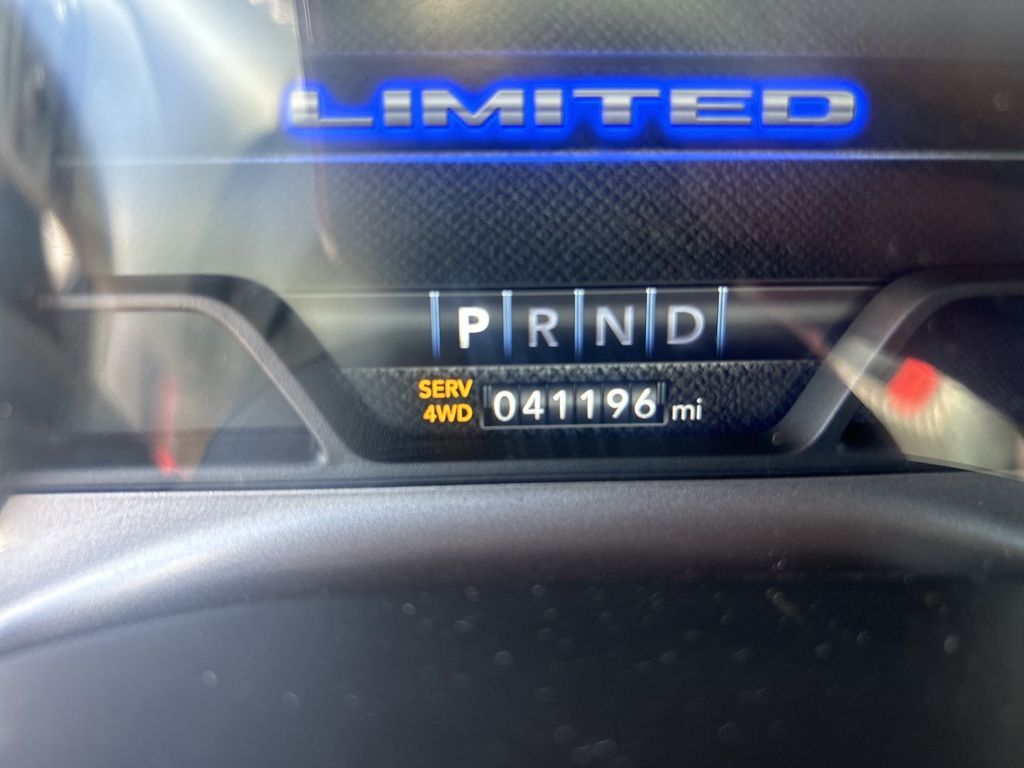 LIMITED
P R N D
SERV
4WD 041196 mi